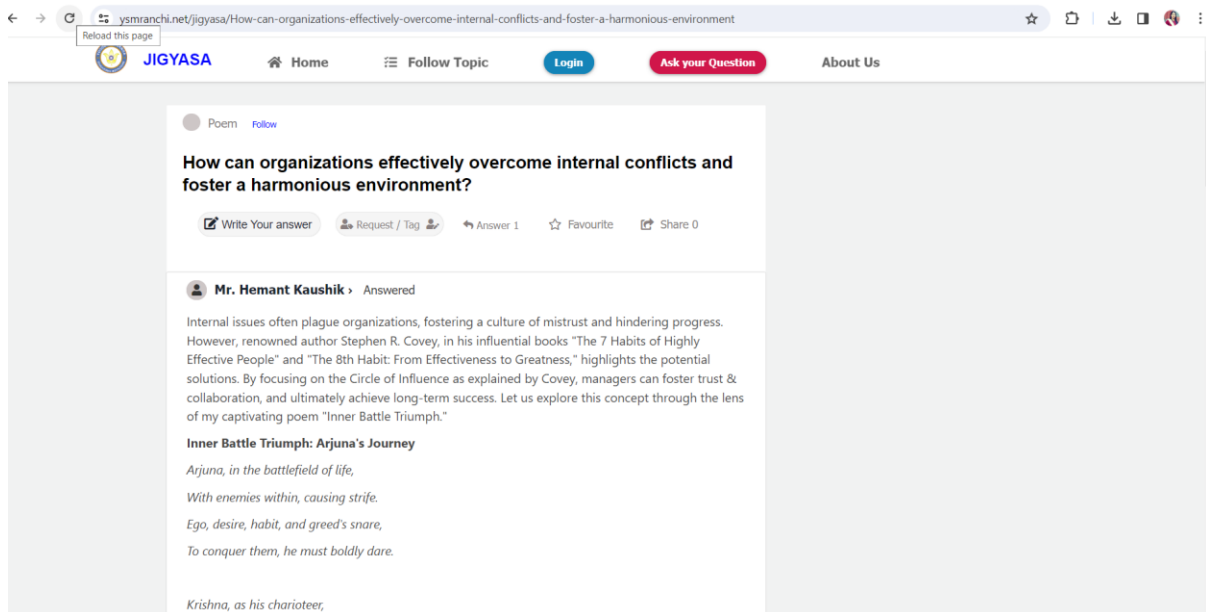 ysmranchi.net/jigyasa/How-can-organizations-effectively-overcome-internal-conflicts-and-foster-a-harmonious-environment
Reload this page
JIGYASA Home Follow Topic Login Ask your Question About Us
Poem Follow
How can organizations effectively overcome internal conflicts and
foster a harmonious environment?
Write Your answer Request / Tag Answer 1 Favourite Share 0
Mr. Hemant Kaushik › Answered
Internal issues often plague organizations, fostering a culture of mistrust and hindering progress.
However, renowned author Stephen R. Covey, in his influential books "The 7 Habits of Highly
Effective People" and "The 8th Habit: From Effectiveness to Greatness," highlights the potential
solutions. By focusing on the Circle of Influence as explained by Covey, managers can foster trust &
collaboration, and ultimately achieve long-term success. Let us explore this concept through the lens
of my captivating poem "Inner Battle Triumph."
Inner Battle Triumph: Arjuna's Journey
Arjuna, in the battlefield of life,
With enemies within, causing strife.
Ego, desire, habit, and greed's snare,
To conquer them, he must boldly dare.
Krishna, as his charioteer,